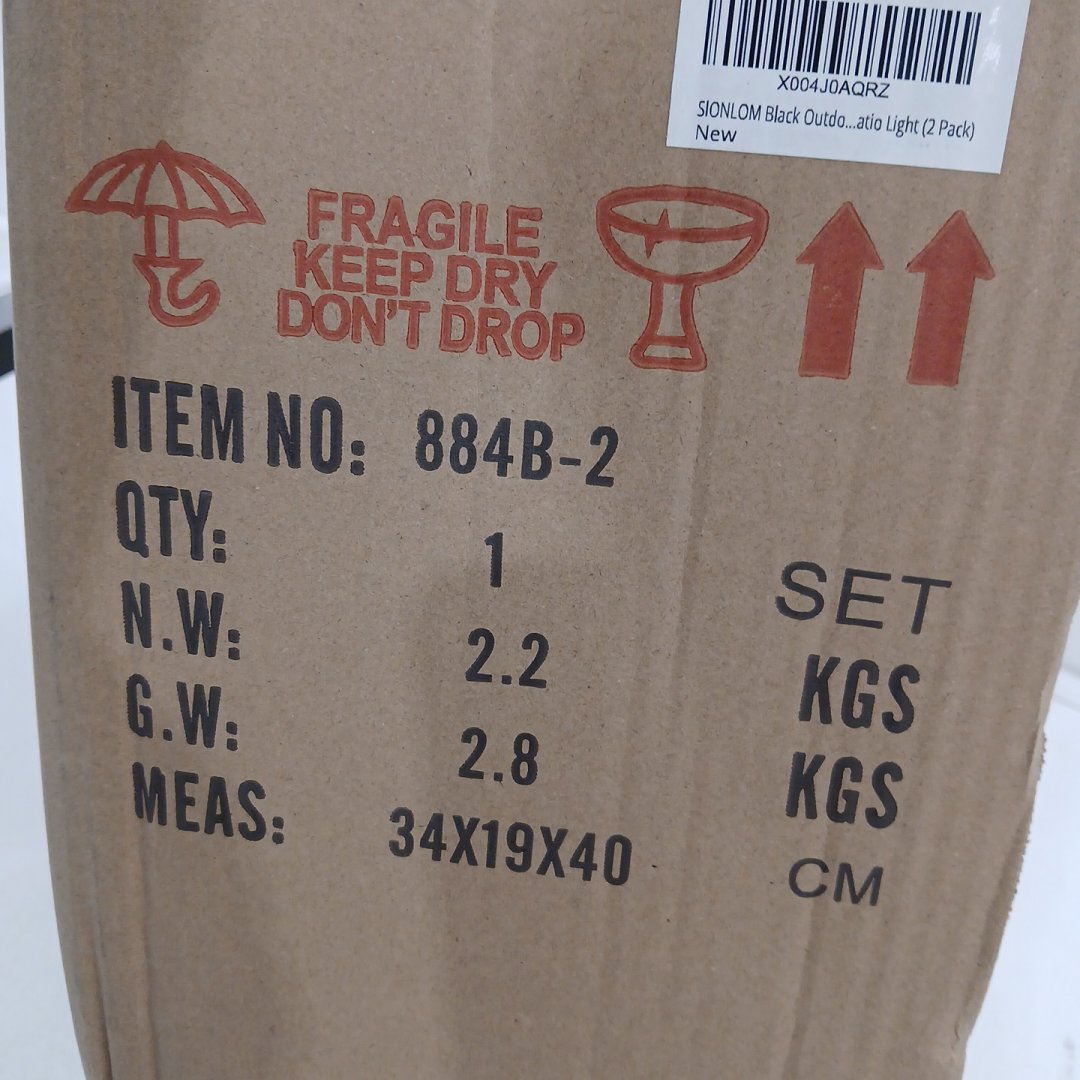 X004J0AQRZ
SIONLOM Black Outdo...atio Light (2 Pack)
New
FRAGILE
KEEP DRY
DON'T DROP
ITEM NO: 884B-2
QTY: 1 SET
N.W: 2.2 KGS
G.W: 2.8 KGS
MEAS: 34X19X40 CM